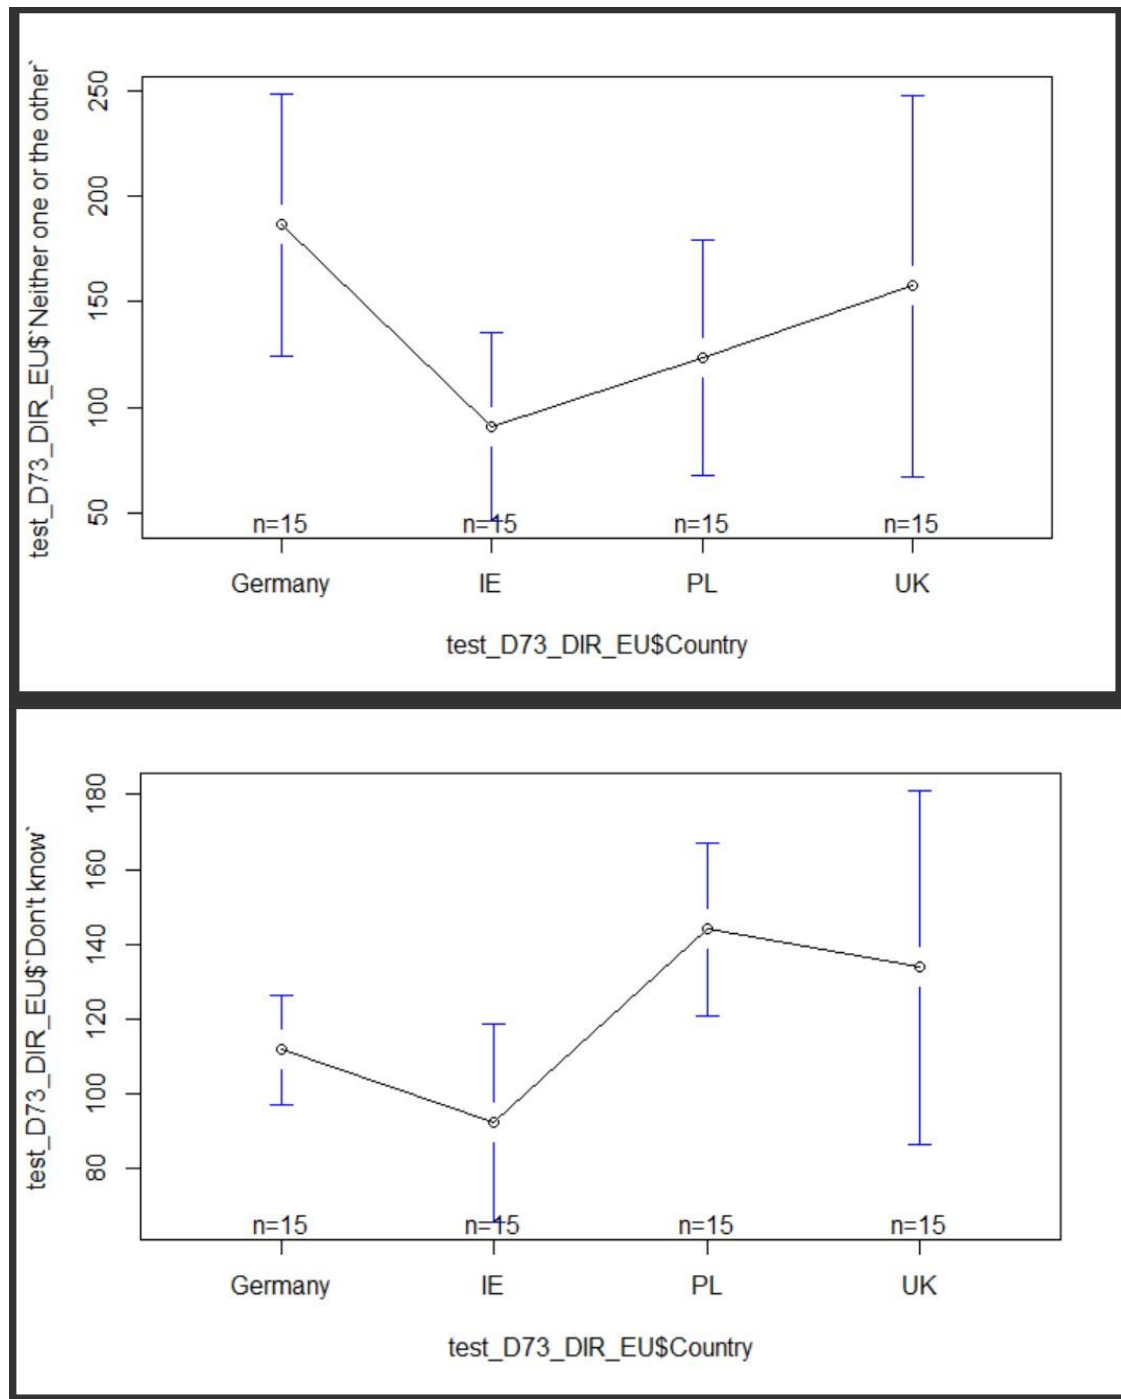 test_D73_DIR_EU$`Neither one or the other`
250
200
150
100
50
n=15 n=15 n=15 n=15
Germany IE PL UK
test_D73_DIR_EU$Country
test_D73_DIR_EU$`Don't know`
180
160
140
120
100
80
n=15 n=15 n=15 n=15
Germany IE PL UK
test_D73_DIR_EU$Country